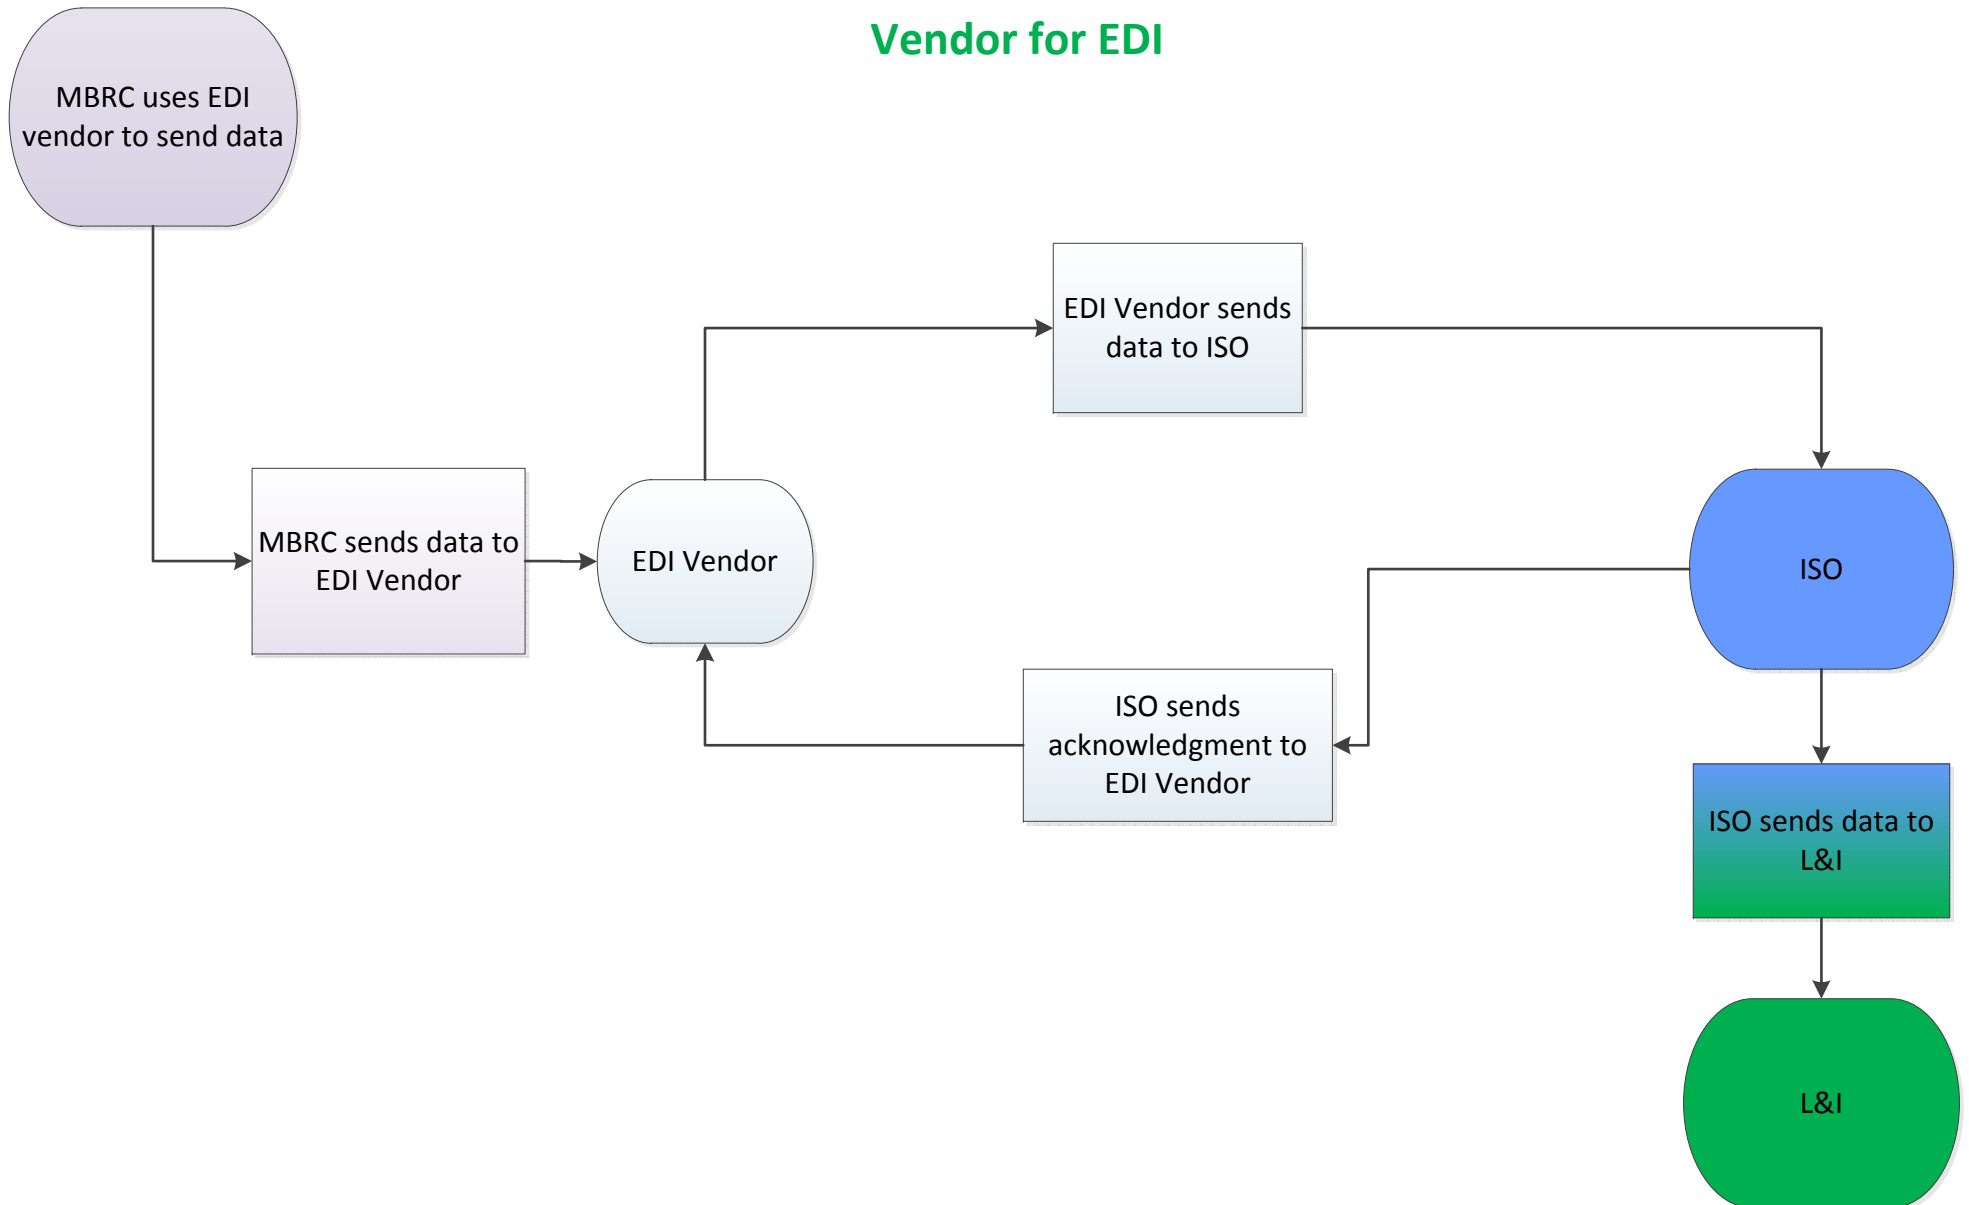 Vendor for EDI
MBRC uses EDI
vendor to send data
EDI Vendor sends
data to ISO
MBRC sends data to
EDI Vendor
EDI Vendor
ISO
ISO sends
acknowledgment to
EDI Vendor
ISO sends data to
L&I
L&I